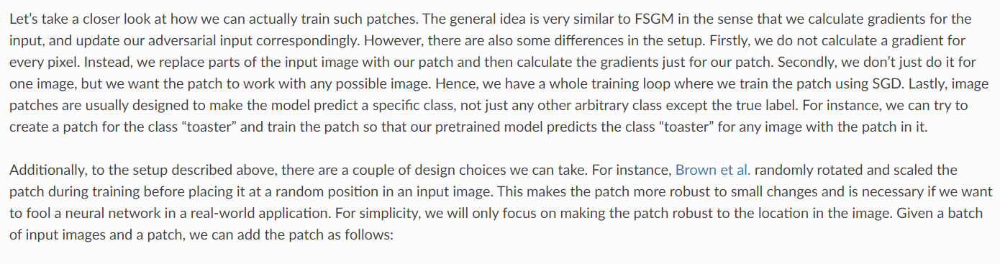 Let’s take a closer look at how we can actually train such patches. The general idea is very similar to FSGM in the sense that we calculate gradients for the
input, and update our adversarial input correspondingly. However, there are also some differences in the setup. Firstly, we do not calculate a gradient for
every pixel. Instead, we replace parts of the input image with our patch and then calculate the gradients just for our patch. Secondly, we don’t just do it for
one image, but we want the patch to work with any possible image. Hence, we have a whole training loop where we train the patch using SGD. Lastly, image
patches are usually designed to make the model predict a specific class, not just any other arbitrary class except the true label. For instance, we can try to
create a patch for the class “toaster” and train the patch so that our pretrained model predicts the class “toaster” for any image with the patch in it.
Additionally, to the setup described above, there are a couple of design choices we can take. For instance, Brown et al. randomly rotated and scaled the
patch during training before placing it at a random position in an input image. This makes the patch more robust to small changes and is necessary if we want
to fool a neural network in a real-world application. For simplicity, we will only focus on making the patch robust to the location in the image. Given a batch
of input images and a patch, we can add the patch as follows: